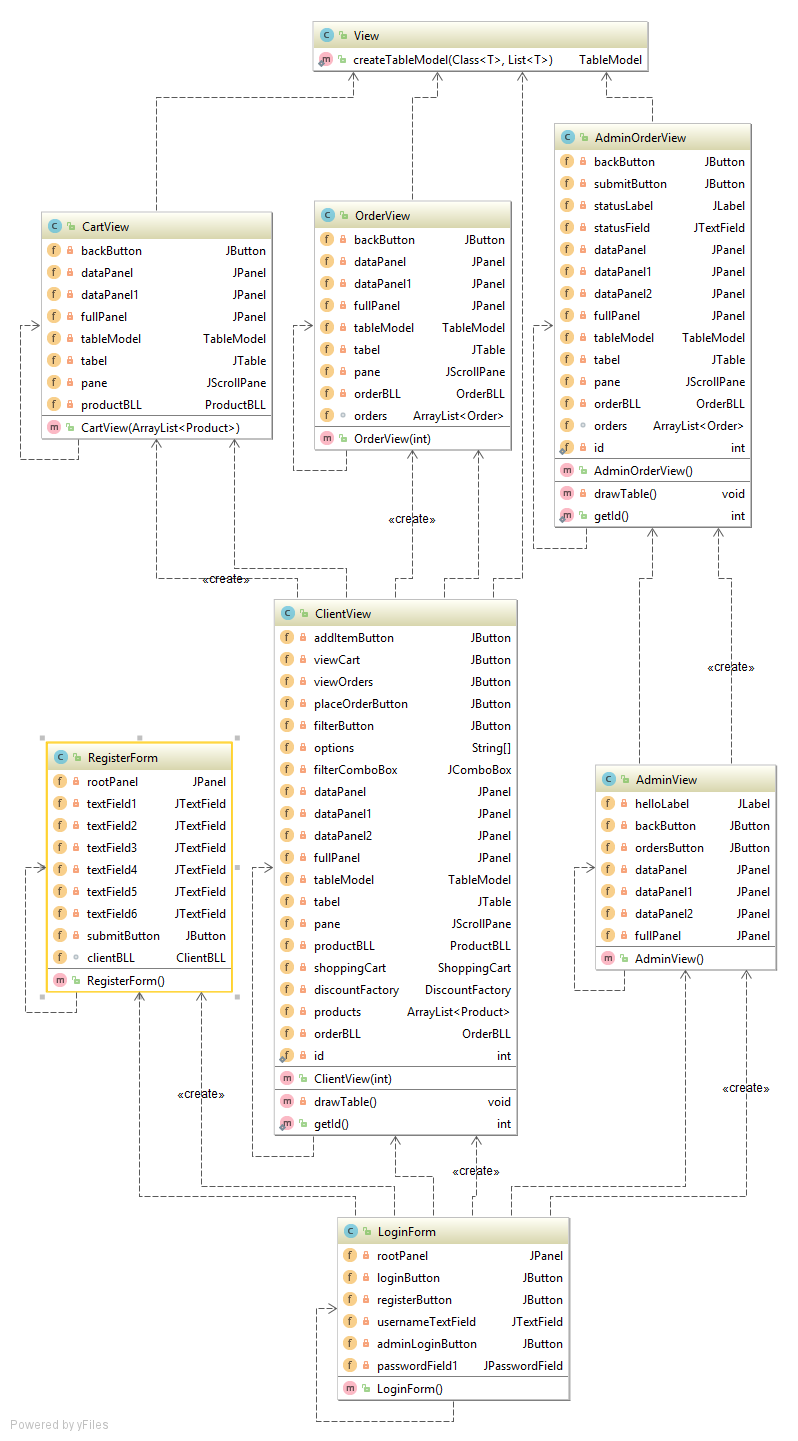 View
createTableModel(Class<T>, List<T>) TableModel
AdminOrderView
backButton JButton
submitButton JButton
statusLabel JLabel
statusField JTextField
dataPanel JPanel
dataPanel1 JPanel
dataPanel2 JPanel
fullPanel JPanel
tableModel TableModel
tabel JTable
pane JScrollPane
orderBLL OrderBLL
orders ArrayList<Order>
id int
AdminOrderView()
drawTable() void
getId() int
CartView
backButton JButton
dataPanel JPanel
dataPanel1 JPanel
fullPanel JPanel
tableModel TableModel
tabel JTable
pane JScrollPane
productBLL ProductBLL
CartView(ArrayList<Product>)
OrderView
backButton JButton
dataPanel JPanel
dataPanel1 JPanel
fullPanel JPanel
tableModel TableModel
tabel JTable
pane JScrollPane
orderBLL OrderBLL
orders ArrayList<Order>
OrderView(int)
«create»
«create»
ClientView
addItemButton JButton
viewCart JButton
viewOrders JButton
placeOrderButton JButton
filterButton JButton
options String[]
filterComboBox JComboBox
dataPanel JPanel
dataPanel1 JPanel
dataPanel2 JPanel
fullPanel JPanel
tableModel TableModel
tabel JTable
pane JScrollPane
productBLL ProductBLL
shoppingCart ShoppingCart
discountFactory DiscountFactory
products ArrayList<Product>
orderBLL OrderBLL
id int
ClientView(int)
drawTable() void
getId() int
«create»
RegisterForm
rootPanel JPanel
textField1 JTextField
textField2 JTextField
textField3 JTextField
textField4 JTextField
textField5 JTextField
textField6 JTextField
submitButton JButton
clientBLL ClientBLL
RegisterForm()
AdminView
helloLabel JLabel
backButton JButton
ordersButton JButton
dataPanel JPanel
dataPanel1 JPanel
dataPanel2 JPanel
fullPanel JPanel
AdminView()
«create»
«create»
«create»
LoginForm
rootPanel JPanel
loginButton JButton
registerButton JButton
usernameTextField JTextField
adminLoginButton JButton
passwordField1 JPasswordField
LoginForm()
Powered by yFiles